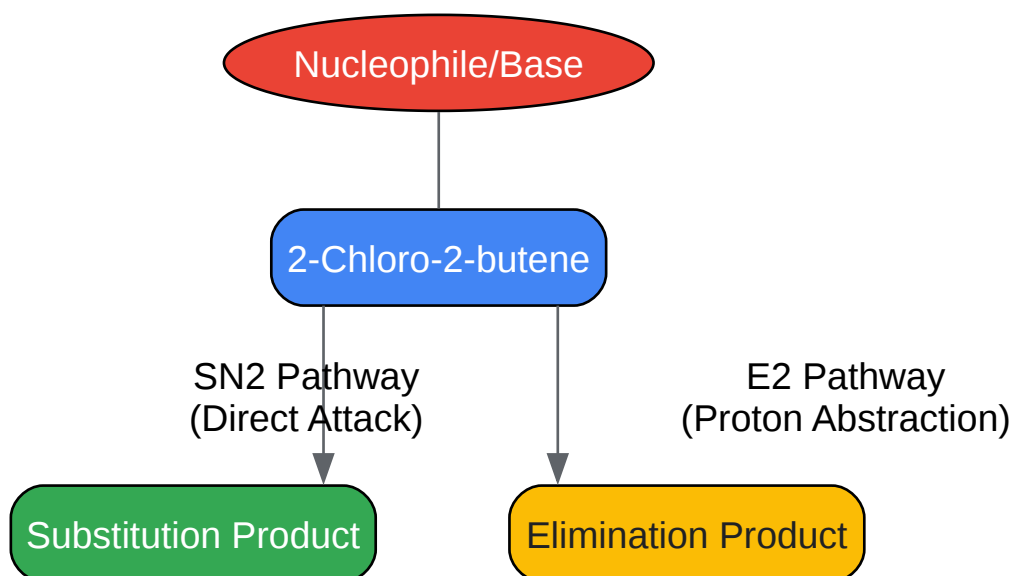 Nucleophile/Base
2-Chloro-2-butene
SN2 Pathway
(Direct Attack)
E2 Pathway
(Proton Abstraction)
Substitution Product
Elimination Product